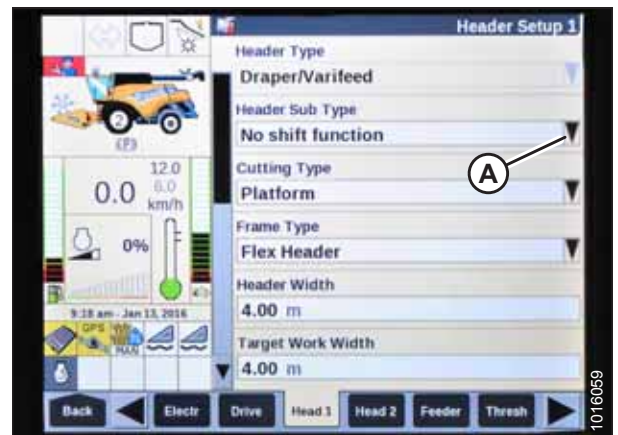 Header Setup 1
Header Type
Draper/Varifeed
Header Sub Type
No shift function
A
Cutting Type
Platform
Frame Type
Flex Header
Header Width
4.00 m
Target Work Width
4.00 m
2
(P)
12.0
0.0
6.0
km/h
0%
9:18 am - Jan 13, 2016
GPS
MAN
Back
Electr
Drive
Head 1
Head 2
Feeder
Thresh
1016059